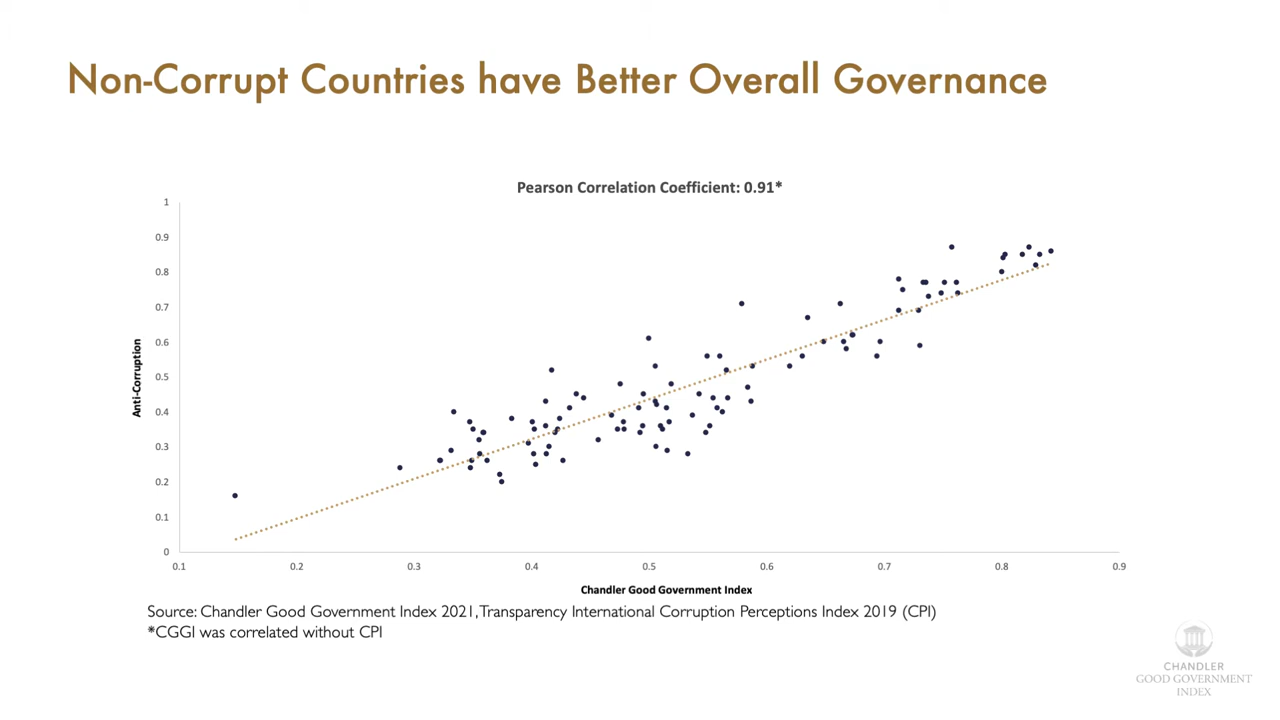 Non-Corrupt Countries have Better Overall Governance
Pearson Correlation Coefficient: 0.91*
1
0.9
0.8
0.7
0.6
0.5
0.4
0.3
0.2
0.1
0
Anti-Corruption
0.1 0.2 0.3 0.4 0.5 0.6 0.7 0.8 0.9
Chandler Good Government Index
Source: Chandler Good Government Index 2021, Transparency International Corruption Perceptions Index 2019 (CPI)
*CGGI was correlated without CPI
CHANDLER
GOOD GOVERNMENT
INDEX